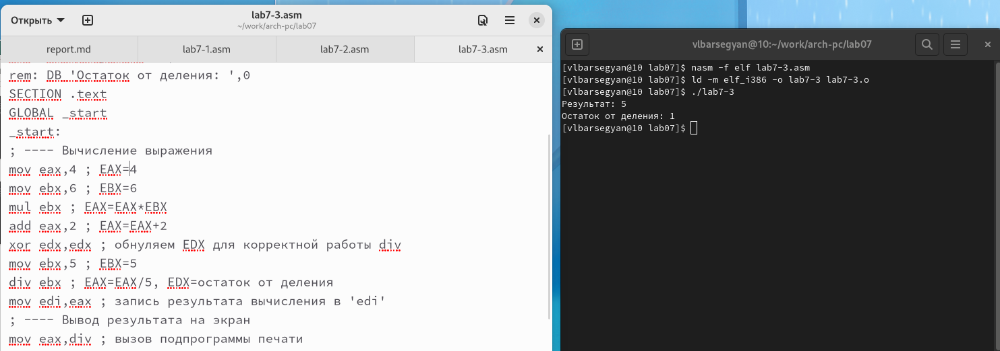 Открыть
lab7-3.asm
~/work/arch-pc/lab07
report.md
lab7-1.asm
lab7-2.asm
lab7-3.asm
rem: DB 'Остаток от деления: ',0
SECTION .text
GLOBAL _start
_start:
; ---- Вычисление выражения
mov eax,4 ; EAX=4
mov ebx,6 ; EBX=6
mul ebx ; EAX=EAX*EBX
add eax,2 ; EAX=EAX+2
xor edx,edx ; обнуляем EDX для корректной работы div
mov ebx,5 ; EBX=5
div ebx ; EAX=EAX/5, EDX=остаток от деления
mov edi,eax ; запись результата вычисления в 'edi'
; ---- Вывод результата на экран
mov eax,div ; вызов подпрограммы печати
vlbarsegyan@10:~/work/arch-pc/lab07
[vlbarsegyan@10 lab07]$ nasm -f elf lab7-3.asm
[vlbarsegyan@10 lab07]$ ld -m elf_i386 -o lab7-3 lab7-3.o
[vlbarsegyan@10 lab07]$ ./lab7-3
Результат: 5
Остаток от деления: 1
[vlbarsegyan@10 lab07]$